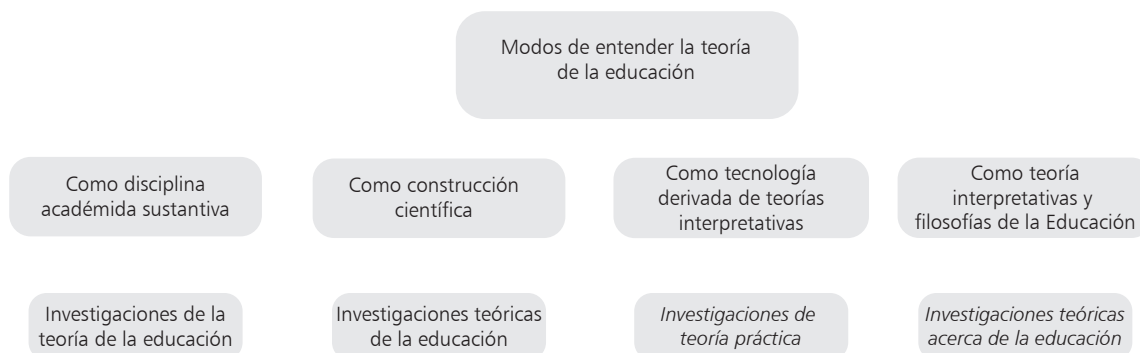 Modos de entender la teoría
de la educación
Como disciplina
académida sustantiva
Como construcción
científica
Como tecnología
derivada de teorías
interpretativas
Como teoría
interpretativas y
filosofías de la Educación
Investigaciones de la
teoría de la educación
Investigaciones teóricas
de la educación
Investigaciones de
teoría práctica
Investigaciones teóricas
acerca de la educación